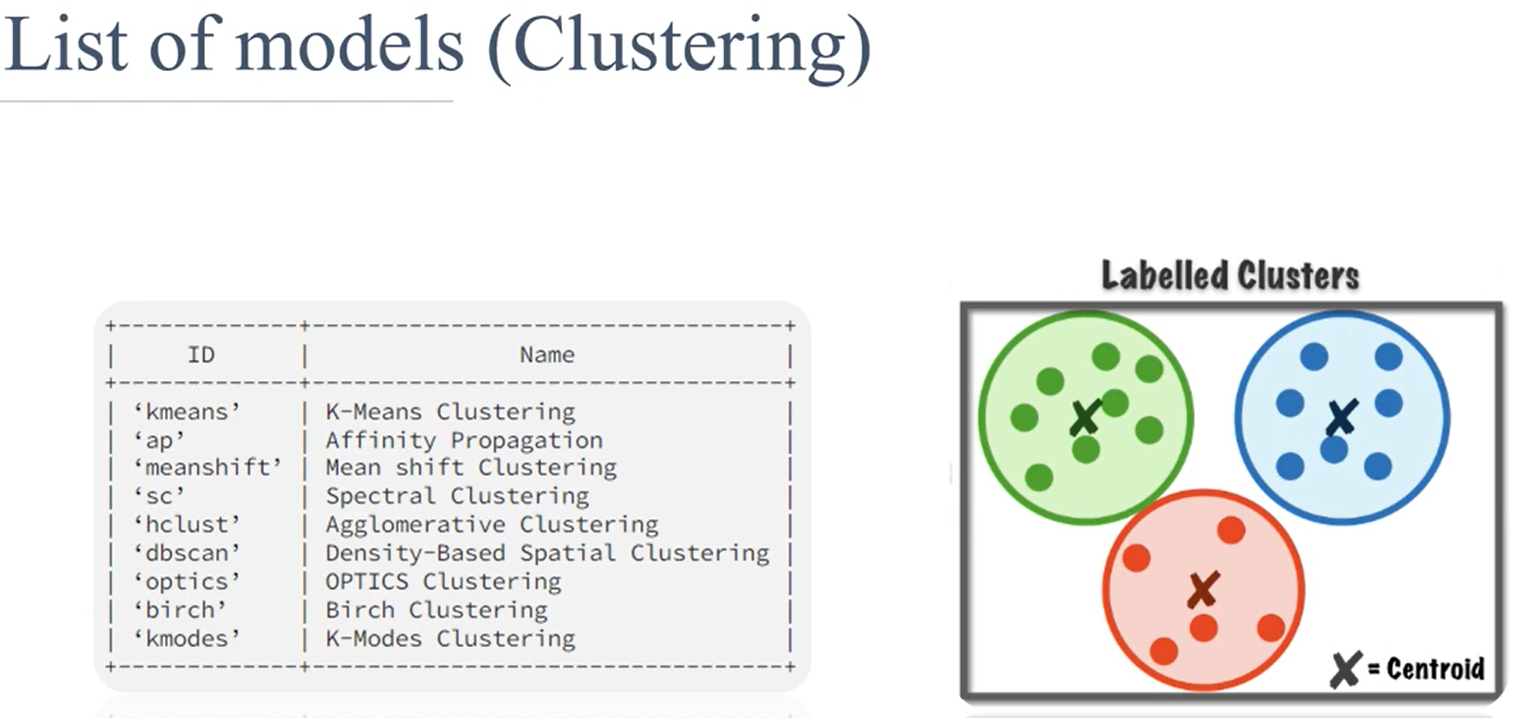 List of models (Clustering)
+-------------+-----------------------------------+
| ID | Name |
+-------------+-----------------------------------+
| ‘kmeans’ | K-Means Clustering |
| ‘ap’ | Affinity Propagation |
| ‘meanshift’ | Mean shift Clustering |
| ‘sc’ | Spectral Clustering |
| ‘hclust’ | Agglomerative Clustering |
| ‘dbscan’ | Density-Based Spatial Clustering |
| ‘optics’ | OPTICS Clustering |
| ‘birch’ | Birch Clustering |
| ‘kmodes’ | K-Modes Clustering |
+-------------+-----------------------------------+
Labelled Clusters
X = Centroid